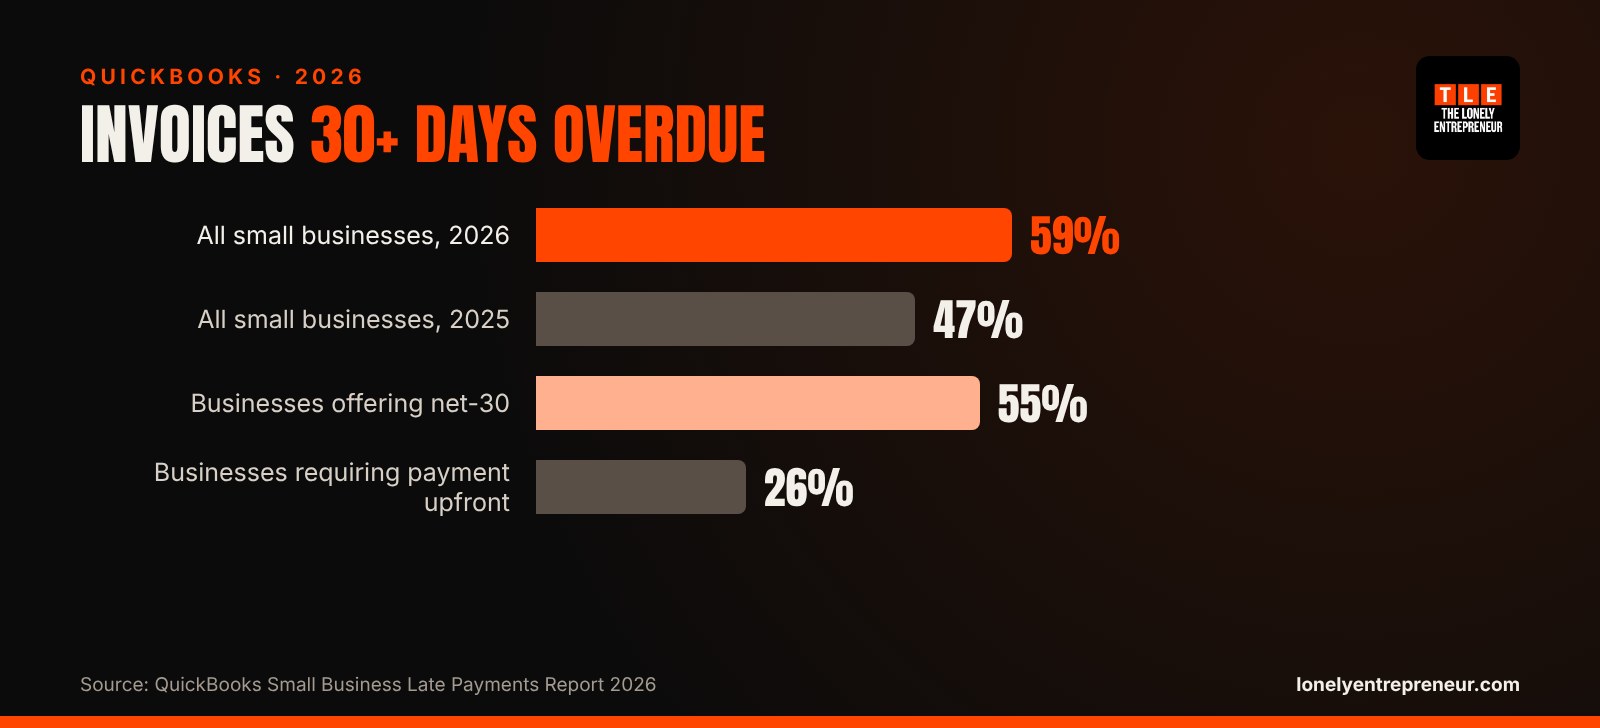 QUICKBOOKS · 2026
INVOICES 30+ DAYS OVERDUE
TLE
THE LONELY
ENTREPRENEUR
All small businesses, 2026
59%
All small businesses, 2025
47%
Businesses offering net-30
55%
Businesses requiring payment
upfront
26%
Source: QuickBooks Small Business Late Payments Report 2026
lonelyentrepreneur.com